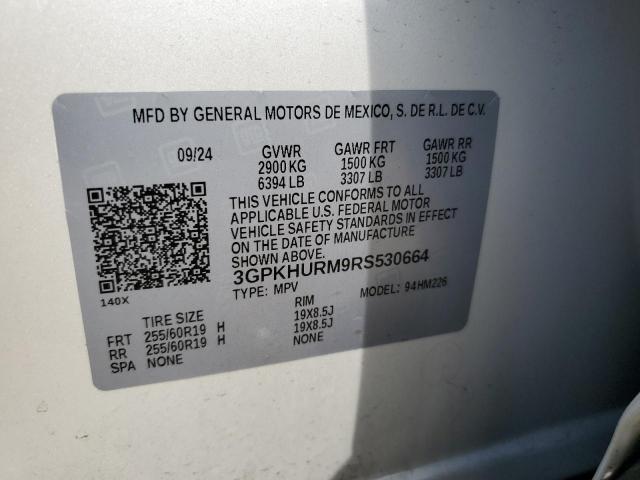 MFD BY GENERAL MOTORS DE MEXICO, S. DE R.L. DE C.V.
09/24 GVWR GAWR FRT GAWR RR
2900 KG 1500 KG 1500 KG
6394 LB 3307 LB 3307 LB
THIS VEHICLE CONFORMS TO ALL
APPLICABLE U.S. FEDERAL MOTOR
VEHICLE SAFETY STANDARDS IN EFFECT
ON THE DATE OF MANUFACTURE
SHOWN ABOVE.
3GPKHURM9RS530664
TYPE: MPV MODEL: 94HM226
140X
TIRE SIZE RIM
FRT 255/60R19 H 19X8.5J
RR 255/60R19 H 19X8.5J
SPA NONE NONE